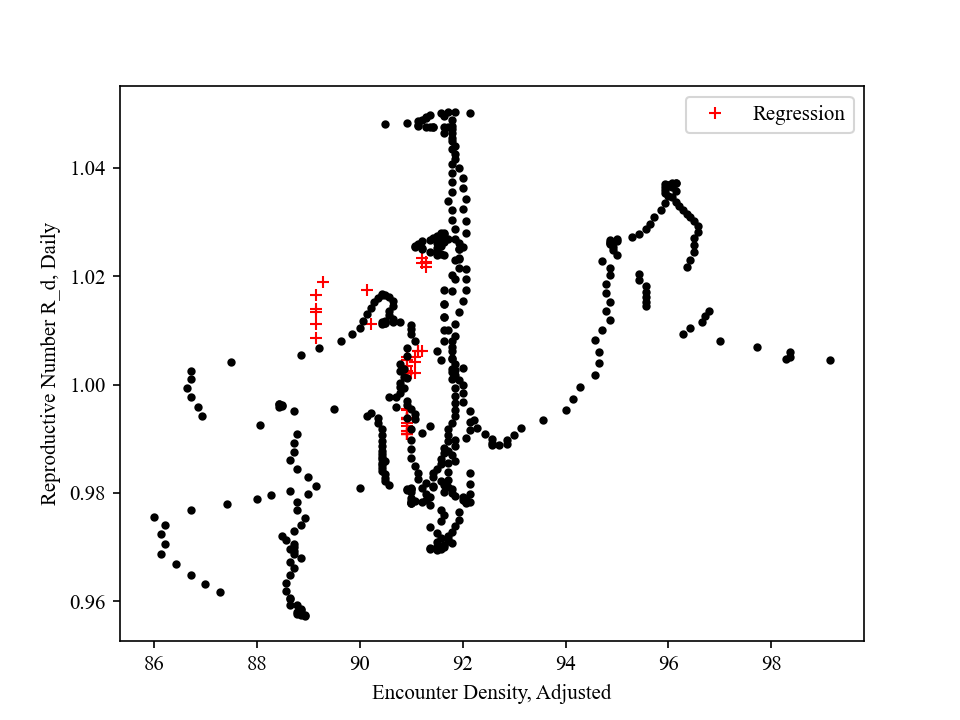 Regression
1.04
1.02
1.00
0.98
0.96
Reproductive Number R_d, Daily
86 88 90 92 94 96 98
Encounter Density, Adjusted